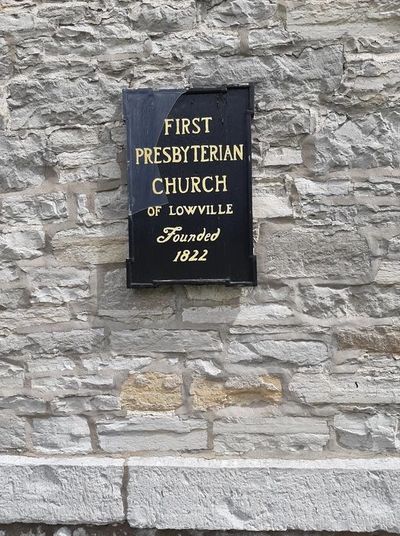 FIRST
PRESBYTERIAN
CHURCH
OF LOWVILLE
Founded
1822